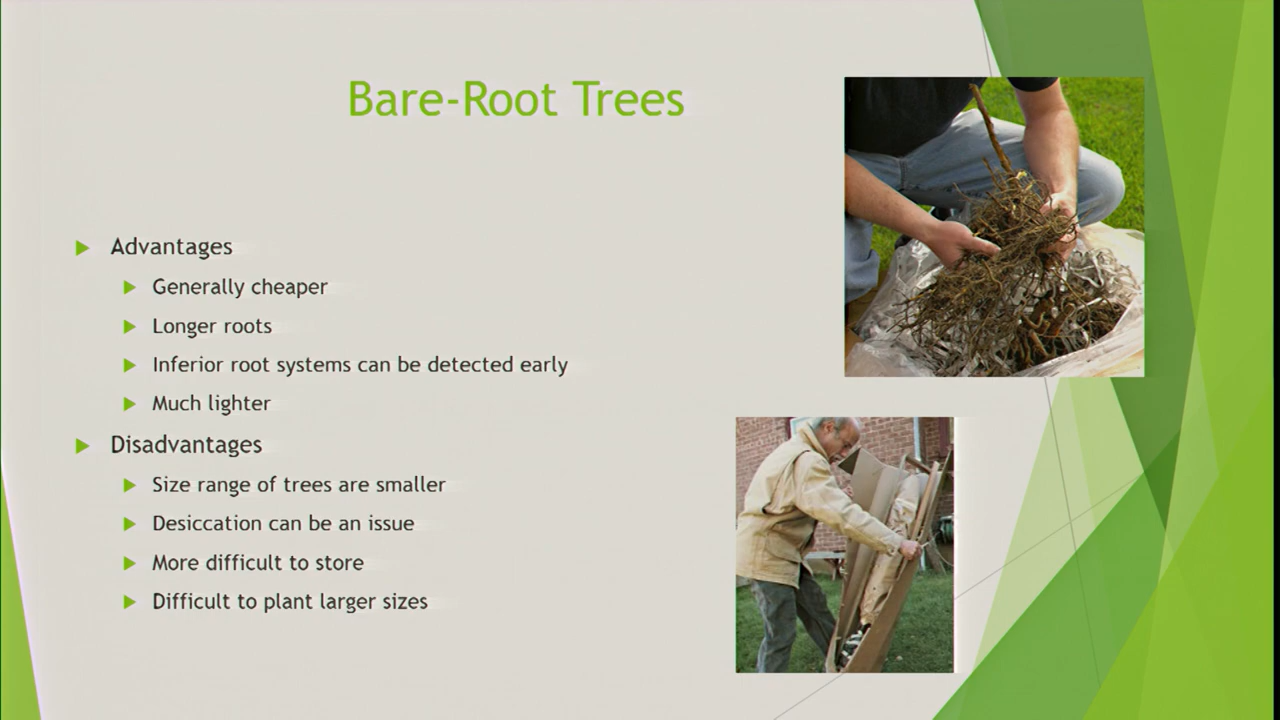 Bare-Root Trees
Advantages
Generally cheaper
Longer roots
Inferior root systems can be detected early
Much lighter
Disadvantages
Size range of trees are smaller
Desiccation can be an issue
More difficult to store
Difficult to plant larger sizes